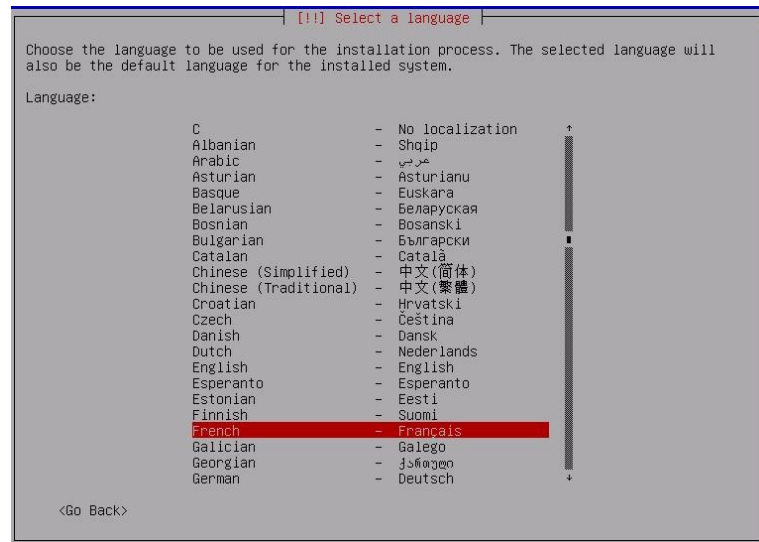 [!!] Select a language
Choose the language to be used for the installation process. The selected language will
also be the default language for the installed system.
Language:
C - No localization
Albanian - Shqip
Arabic - عربي
Asturian - Asturianu
Basque - Euskara
Belarusian - Беларуская
Bosnian - Bosanski
Bulgarian - Български
Catalan - Català
Chinese (Simplified) - 中文(简体)
Chinese (Traditional) - 中文(繁體)
Croatian - Hrvatski
Czech - Čeština
Danish - Dansk
Dutch - Nederlands
English - English
Esperanto - Esperanto
Estonian - Eesti
Finnish - Suomi
French - Français
Galician - Galego
Georgian - ქართული
German - Deutsch
<Go Back>